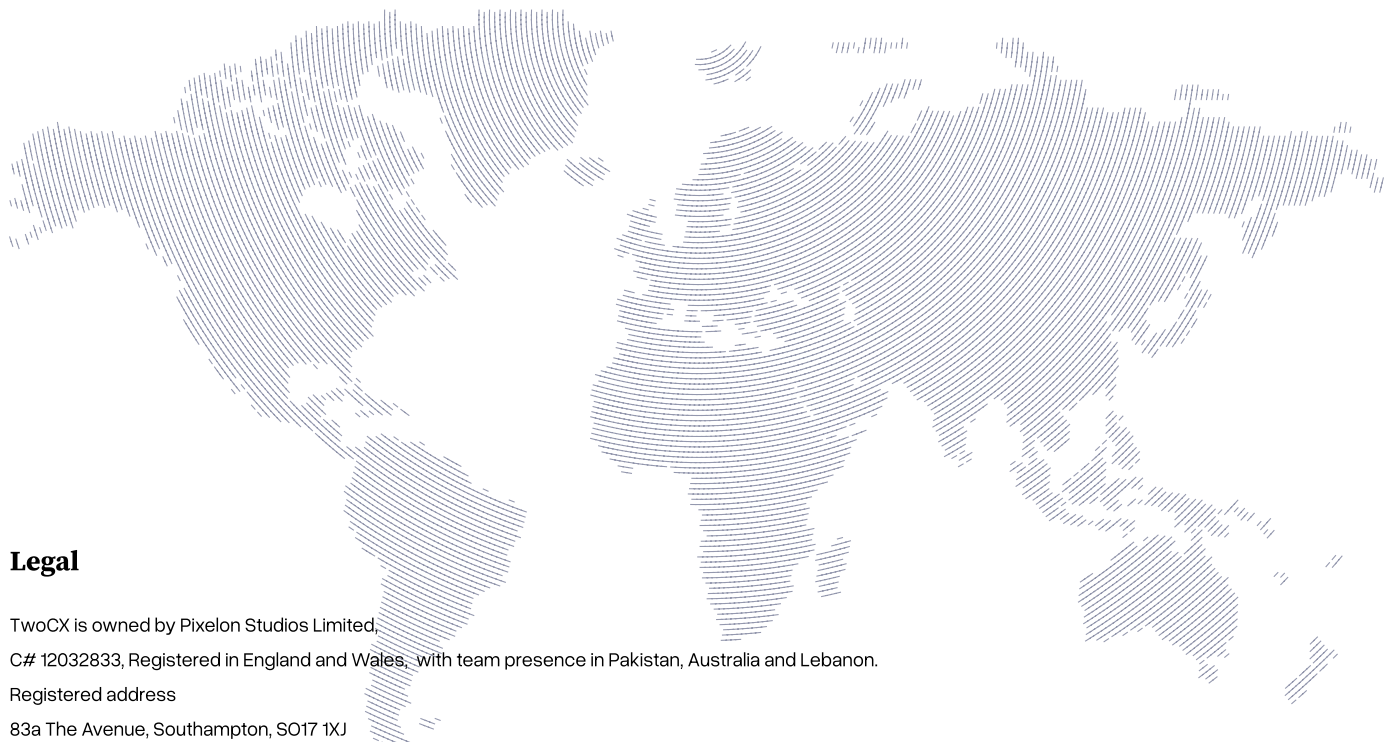 Legal
TwoCX is owned by Pixelon Studios Limited,
C# 12032833, Registered in England and Wales,  with team presence in Pakistan, Australia and Lebanon.
Registered address
83a The Avenue, Southampton, SO17 1XJ